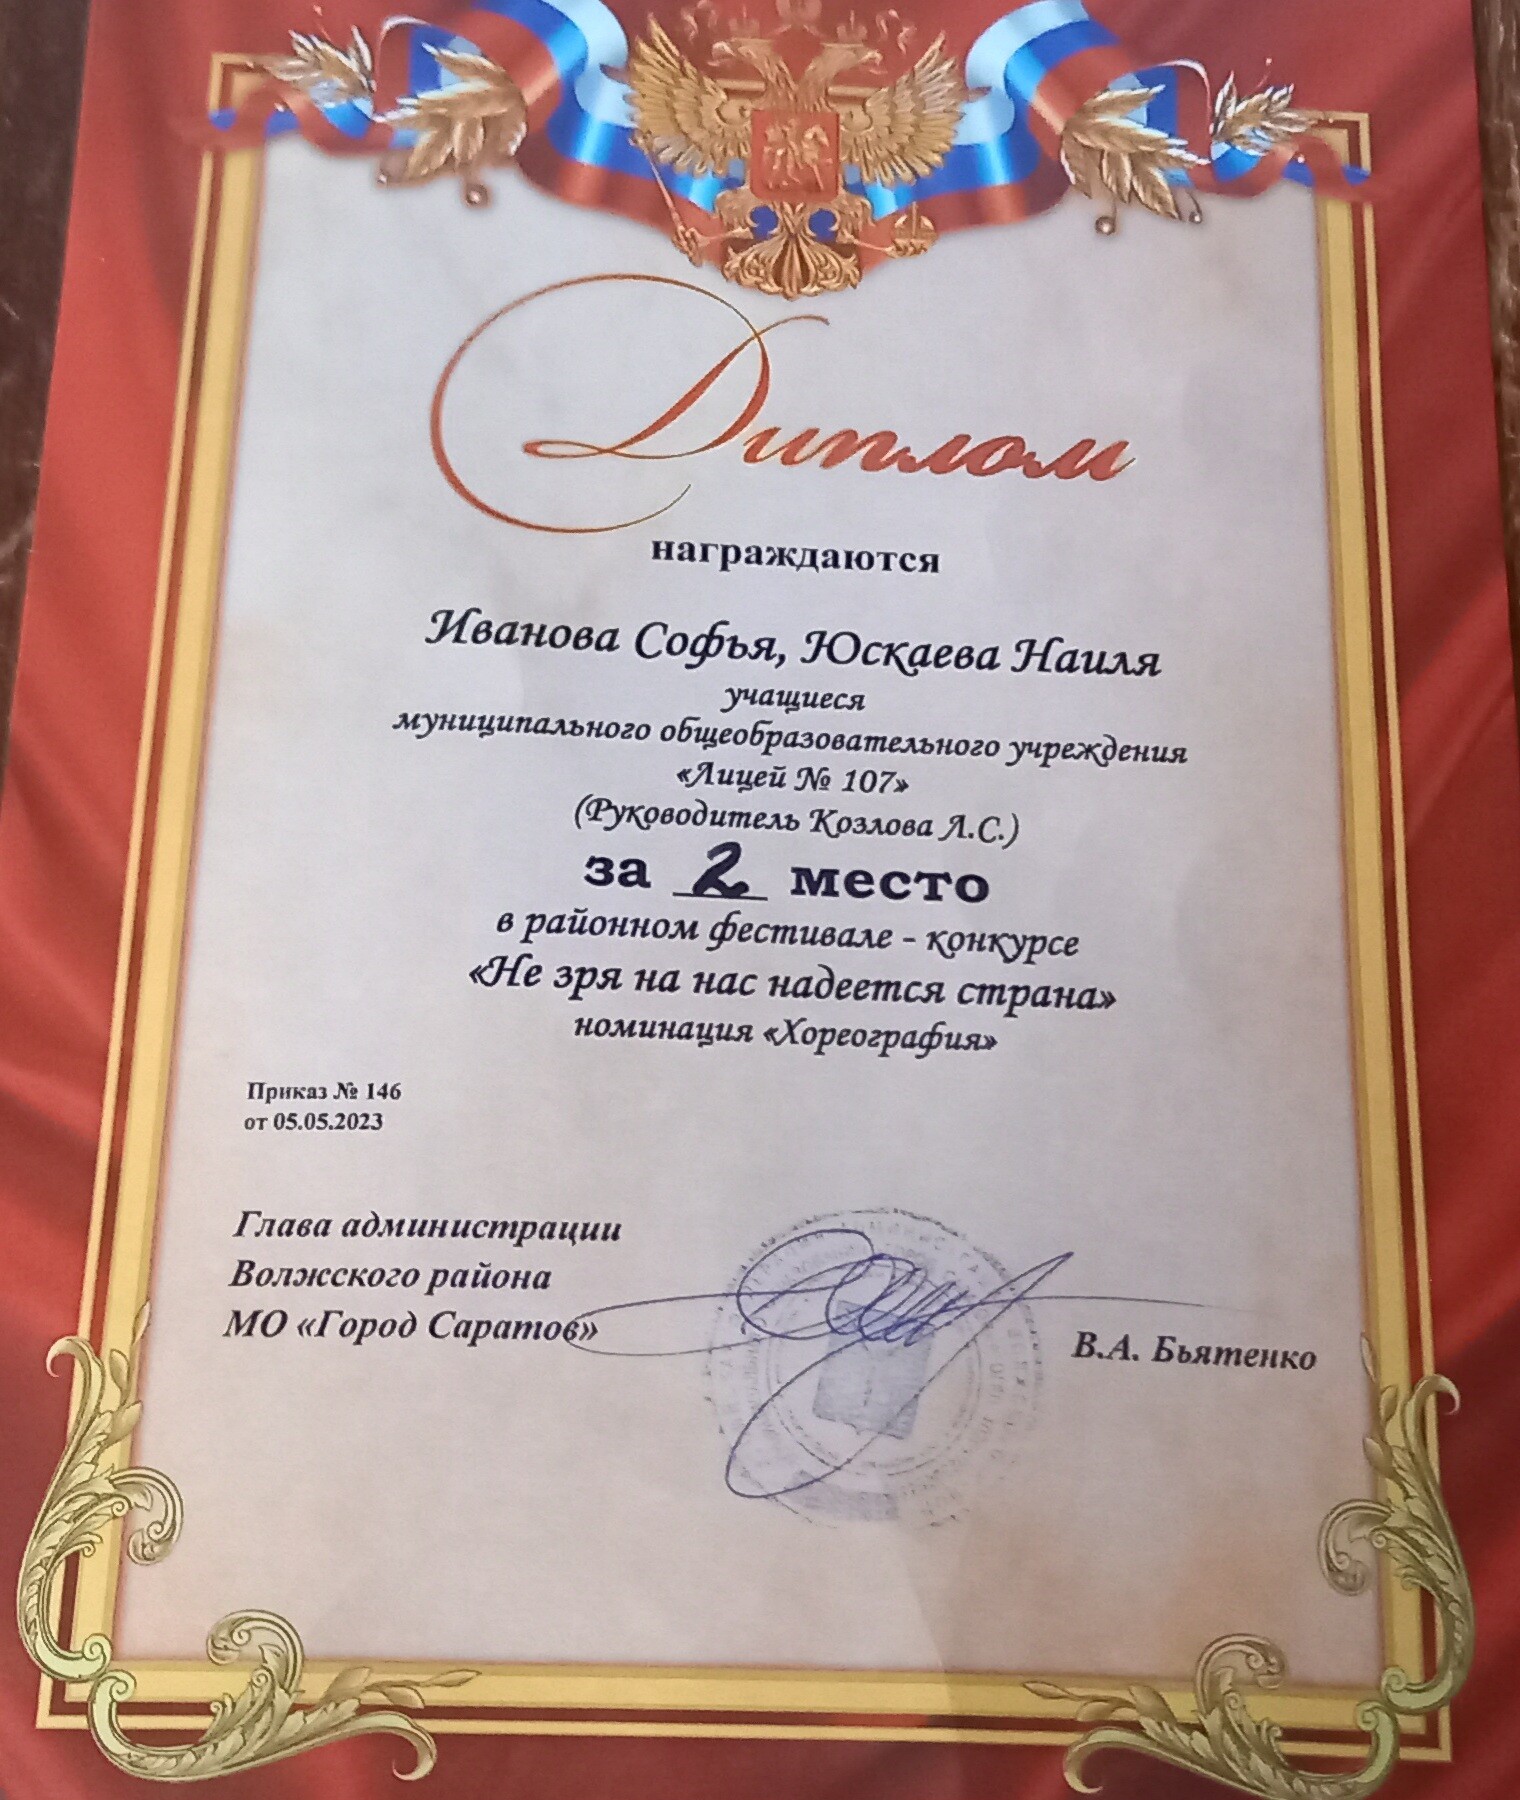 Диплом
награждаются
Иванова Софья, Юскаева Наиля
учащиеся
муниципального общеобразовательного учреждения
«Лицей № 107»
(Руководитель Козлова Л.С.)
за 2 место
в районном фестивале - конкурсе
«Не зря на нас надеется страна»
номинация «Хореография»
Приказ № 146
от 05.05.2023
Глава администрации
Волжского района
МО «Город Саратов»
В.А. Бьятенко